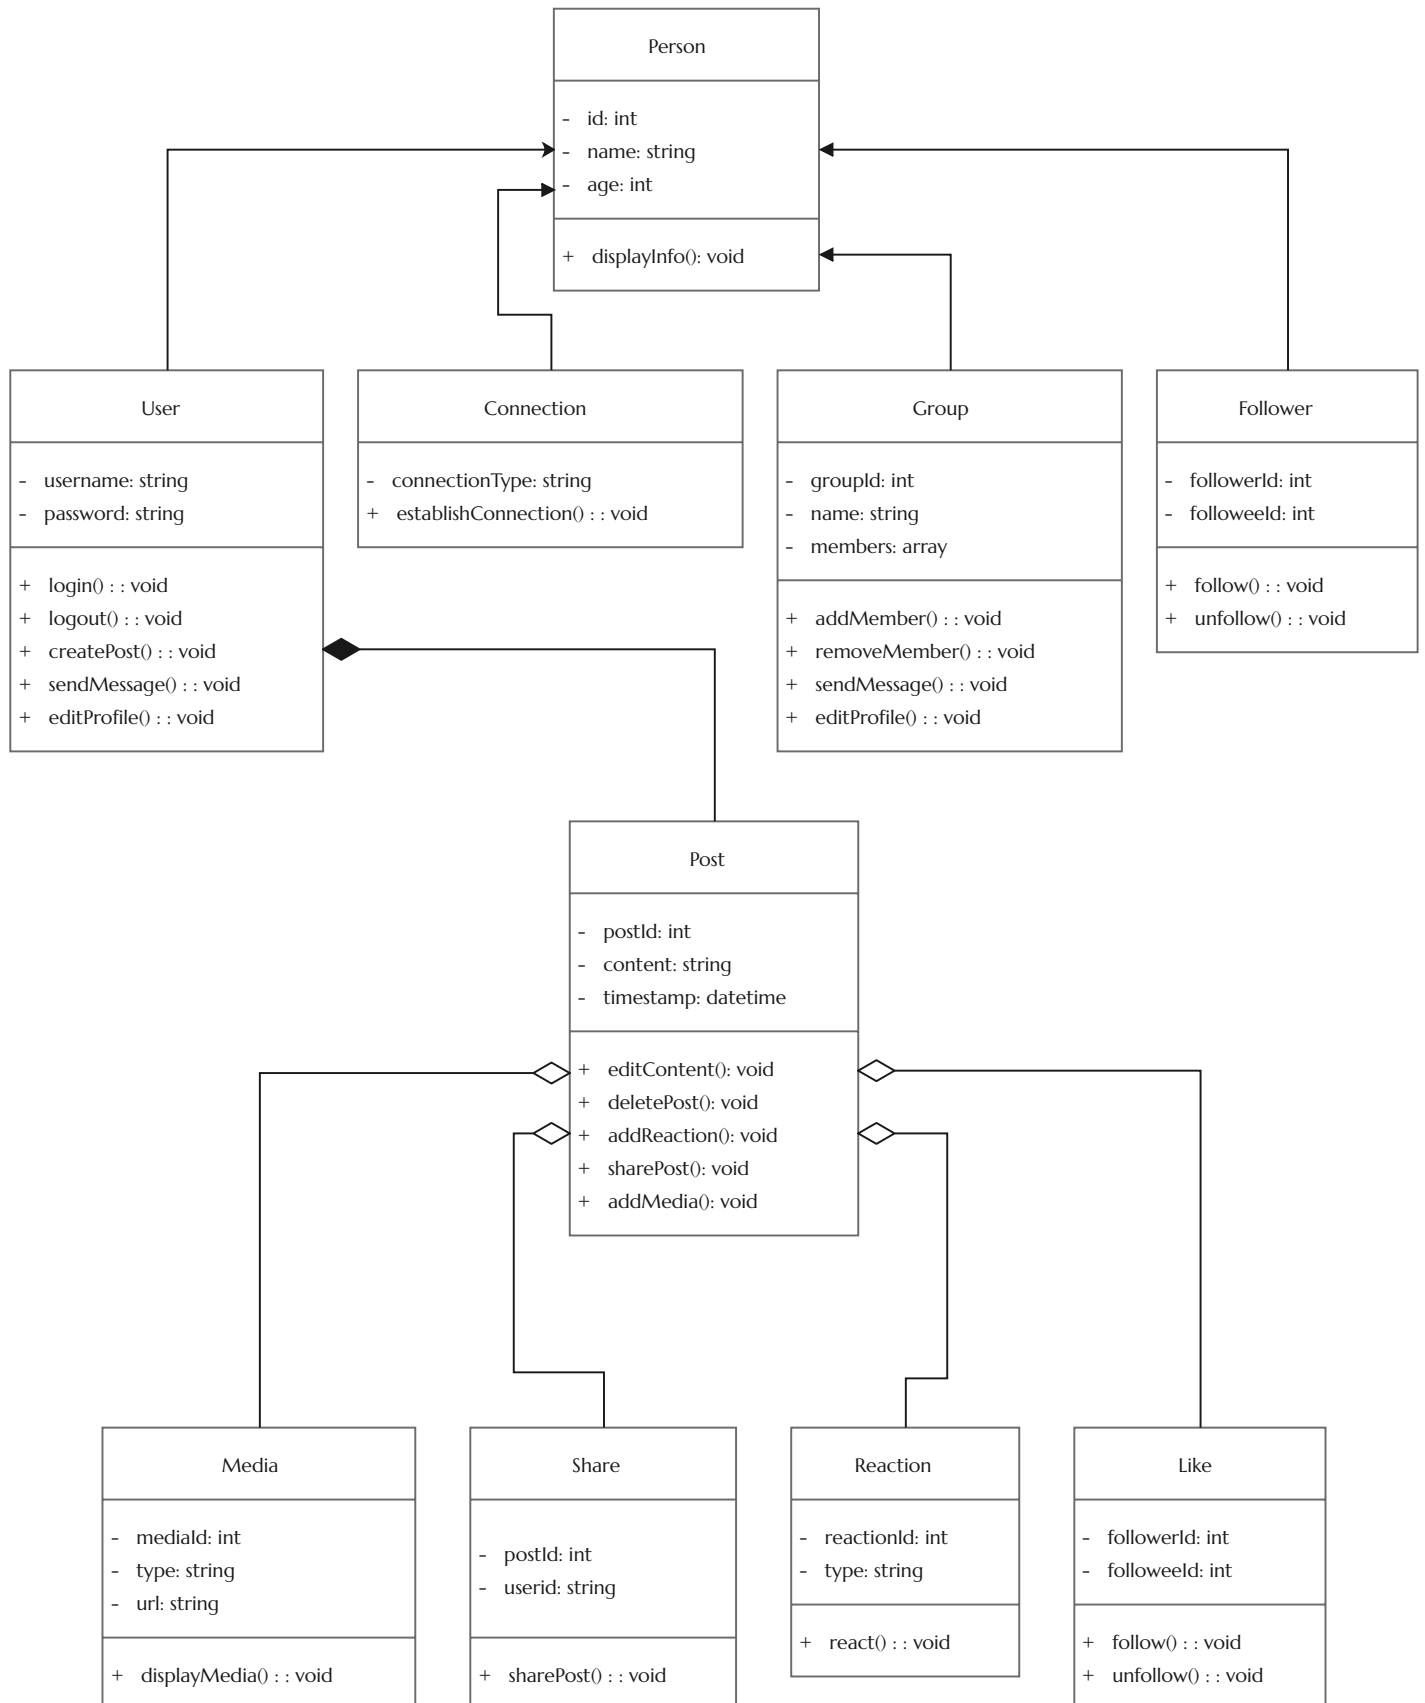 Person
- id: int
- name: string
- age: int
+ displayInfo(): void
User
- username: string
- password: string
+ login() : : void
+ logout() : : void
+ createPost() : : void
+ sendMessage() : : void
+ editProfile() : : void
Connection
- connectionType: string
+ establishConnection() : : void
Group
- groupId: int
- name: string
- members: array
+ addMember() : : void
+ removeMember() : : void
+ sendMessage() : : void
+ editProfile() : : void
Follower
- followerId: int
- followeeId: int
+ follow() : : void
+ unfollow() : : void
Post
- postId: int
- content: string
- timestamp: datetime
+ editContent(): void
+ deletePost(): void
+ addReaction(): void
+ sharePost(): void
+ addMedia(): void
Media
- mediaId: int
- type: string
- url: string
+ displayMedia() : : void
Share
- postId: int
- userid: string
+ sharePost() : : void
Reaction
- reactionId: int
- type: string
+ react() : : void
Like
- followerId: int
- followeeId: int
+ follow() : : void
+ unfollow() : : void